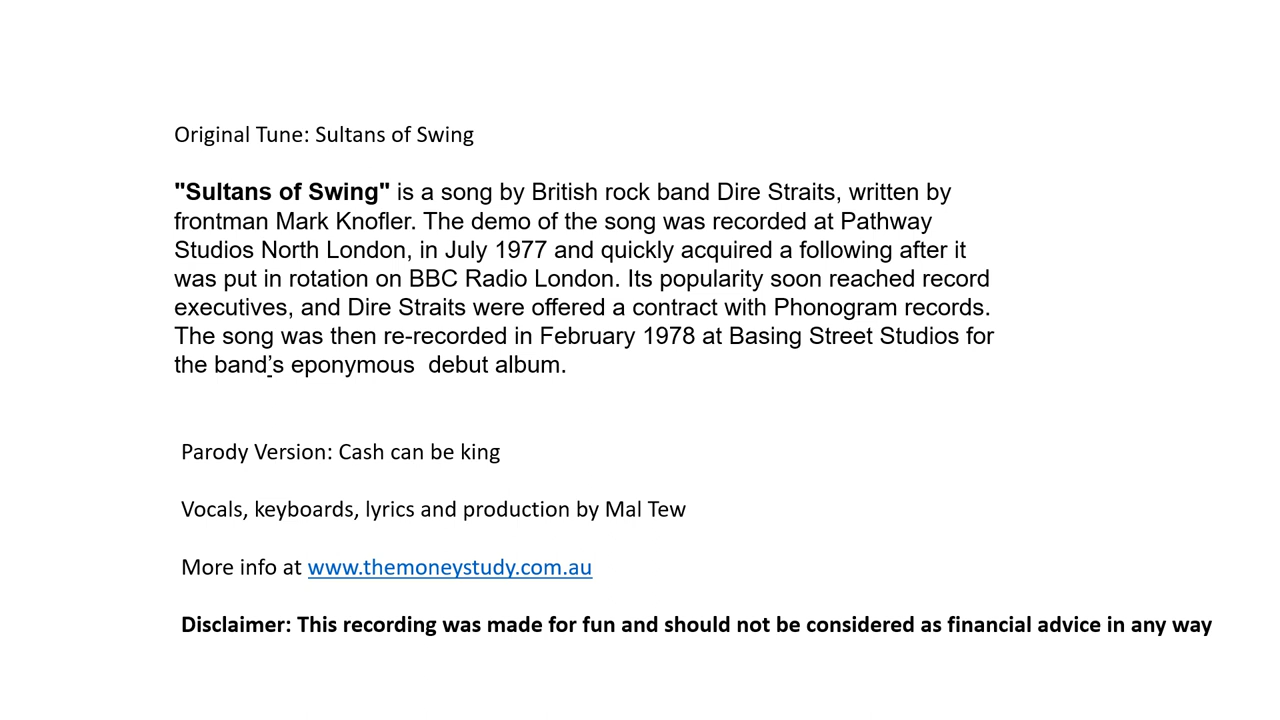 Original Tune: Sultans of Swing
"Sultans of Swing" is a song by British rock band Dire Straits, written by
frontman Mark Knofler. The demo of the song was recorded at Pathway
Studios North London, in July 1977 and quickly acquired a following after it
was put in rotation on BBC Radio London. Its popularity soon reached record
executives, and Dire Straits were offered a contract with Phonogram records.
The song was then re-recorded in February 1978 at Basing Street Studios for
the band's eponymous  debut album.
Parody Version: Cash can be king
Vocals, keyboards, lyrics and production by Mal Tew
More info at www.themoneystudy.com.au
Disclaimer: This recording was made for fun and should not be considered as financial advice in any way